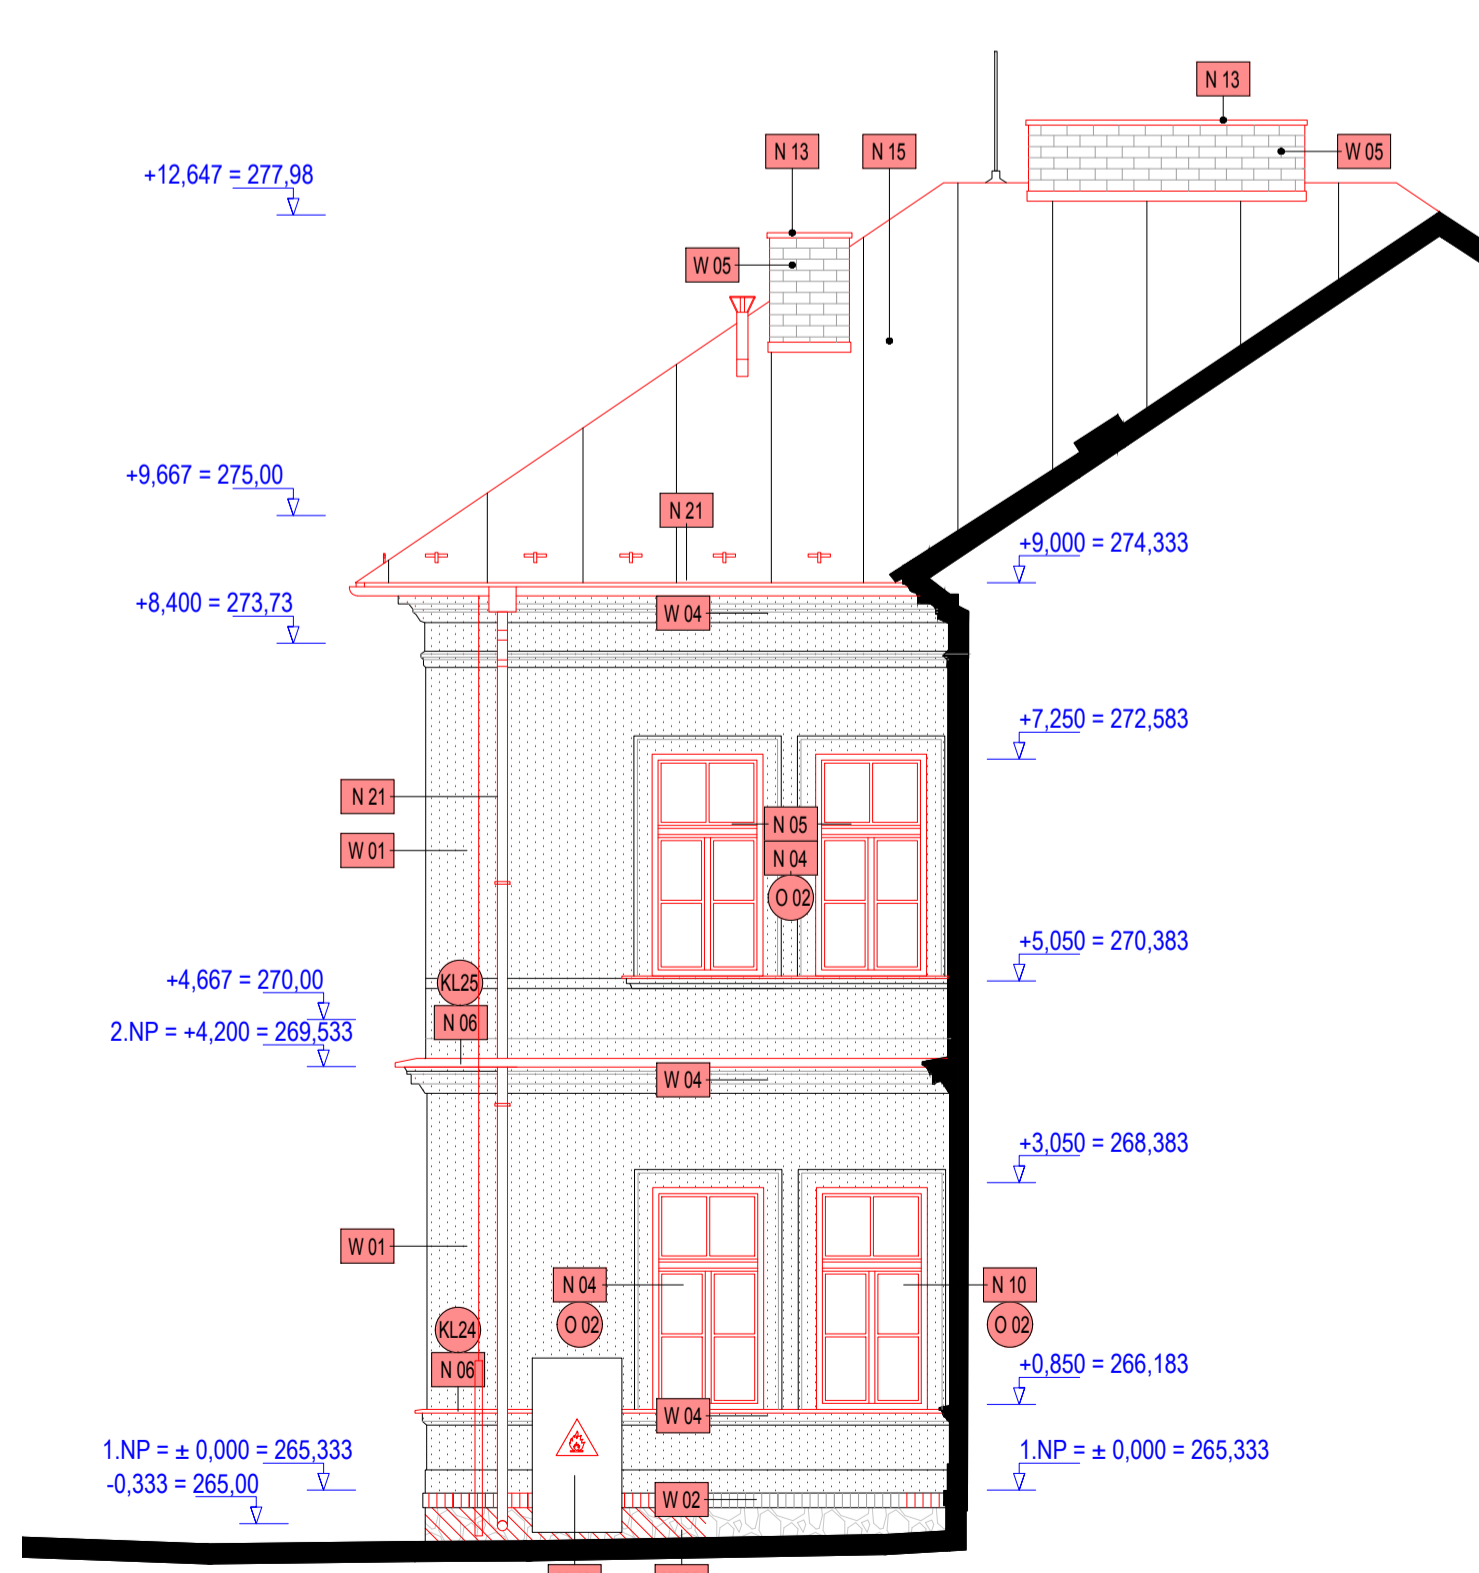 N 13
N 13
N 15
W 05
+12,647 = 277,98
W 05
+9,667 = 275,00
N 21
+9,000 = 274,333
+8,400 = 273,73
W 04
+7,250 = 272,583
N 21
N 05
W 01
N 04
O 02
+5,050 = 270,383
+4,667 = 270,00
KL25
2.NP = +4,200 = 269,533
N 06
W 04
+3,050 = 268,383
W 01
N 04
N 10
O 02
O 02
KL24
N 06
+0,850 = 266,183
W 04
1.NP = ± 0,000 = 265,333
1.NP = ± 0,000 = 265,333
-0,333 = 265,00
W 02